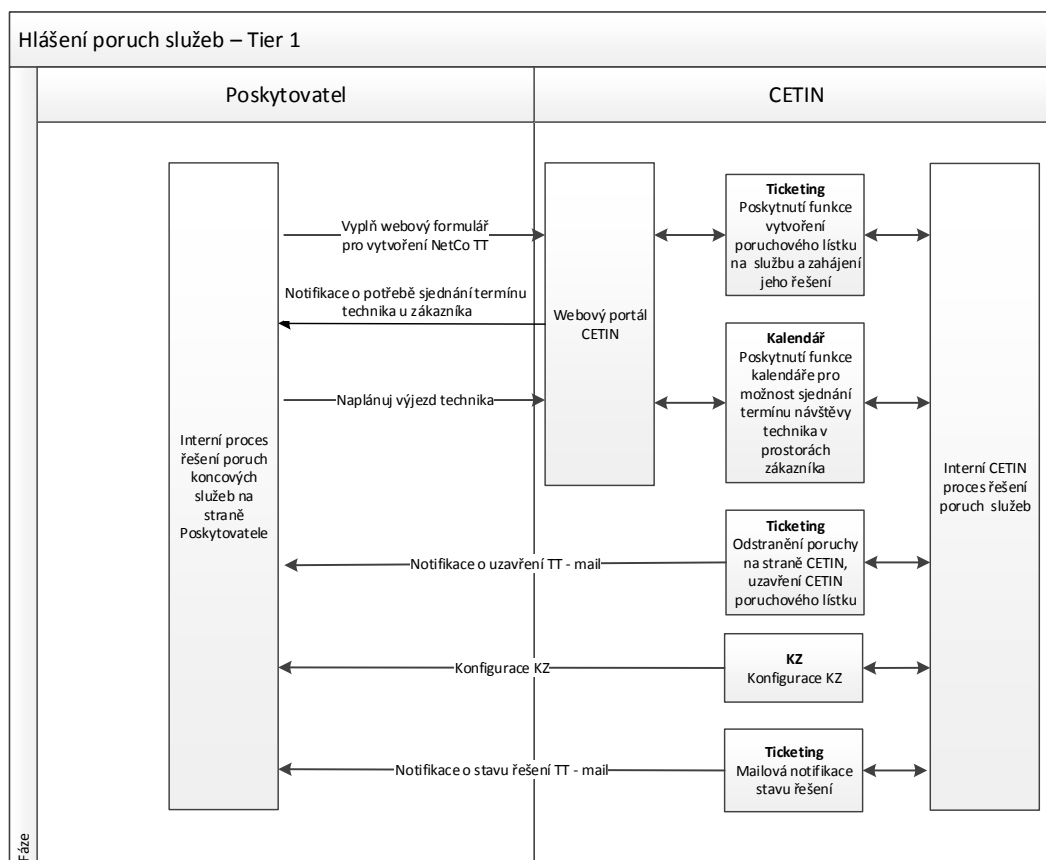 Hlášení poruch služeb – Tier 1
Poskytovatel
CETIN
Fáze
Interní proces
řešení poruch
koncových
služeb na
straně
Poskytovatele
Vyplň webový formulář
pro vytvoření NetCo TT
Notifikace o potřebě sjednání termínu
technika u zákazníka
Naplánuj výjezd technika
Notifikace o uzavření TT - mail
Konfigurace KZ
Notifikace o stavu řešení TT - mail
Webový portál
CETIN
Ticketing
Poskytnutí funkce
vytvoření
poruchového lístku
na službu a zahájení
jeho řešení
Kalendář
Poskytnutí funkce
kalendáře pro
možnost sjednání
termínu návštěvy
technika v
prostorách
zákazníka
Ticketing
Odstranění poruchy
na straně CETIN,
uzavření CETIN
poruchového lístku
KZ
Konfigurace KZ
Ticketing
Mailová notifikace
stavu řešení
Interní CETIN
proces řešení
poruch služeb